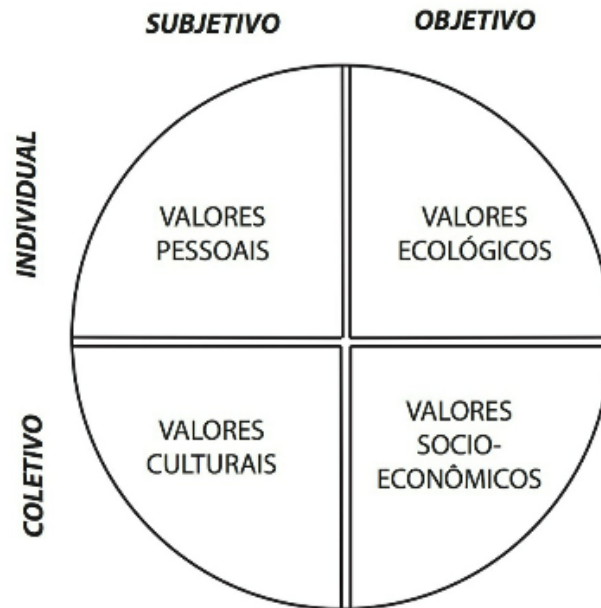 SUBJETIVO
OBJETIVO
INDIVIDUAL
VALORES
PESSOAIS
VALORES
ECOLÓGICOS
COLETIVO
VALORES
CULTURAIS
VALORES
SOCIO-
ECONÔMICOS